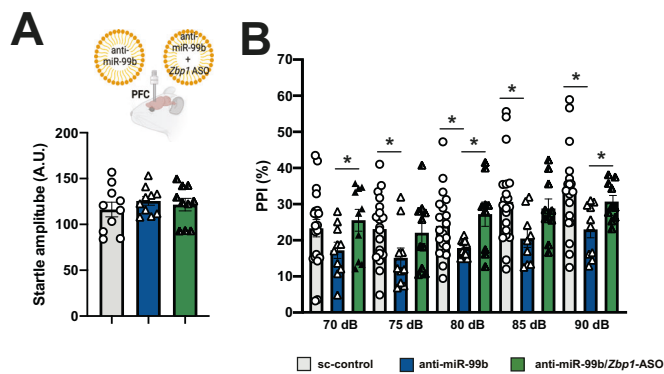 A
anti-
miR-99b
anti-
miR-99b
+
Zbp1 ASO
PFC
Startle amplitube (A.U.)
200
150
100
50
0
B
PPI (%)
70
60
50
40
30
20
10
0
* * * * * * *
70 dB 75 dB 80 dB 85 dB 90 dB
sc-control anti-miR-99b anti-miR-99b/Zbp1-ASO